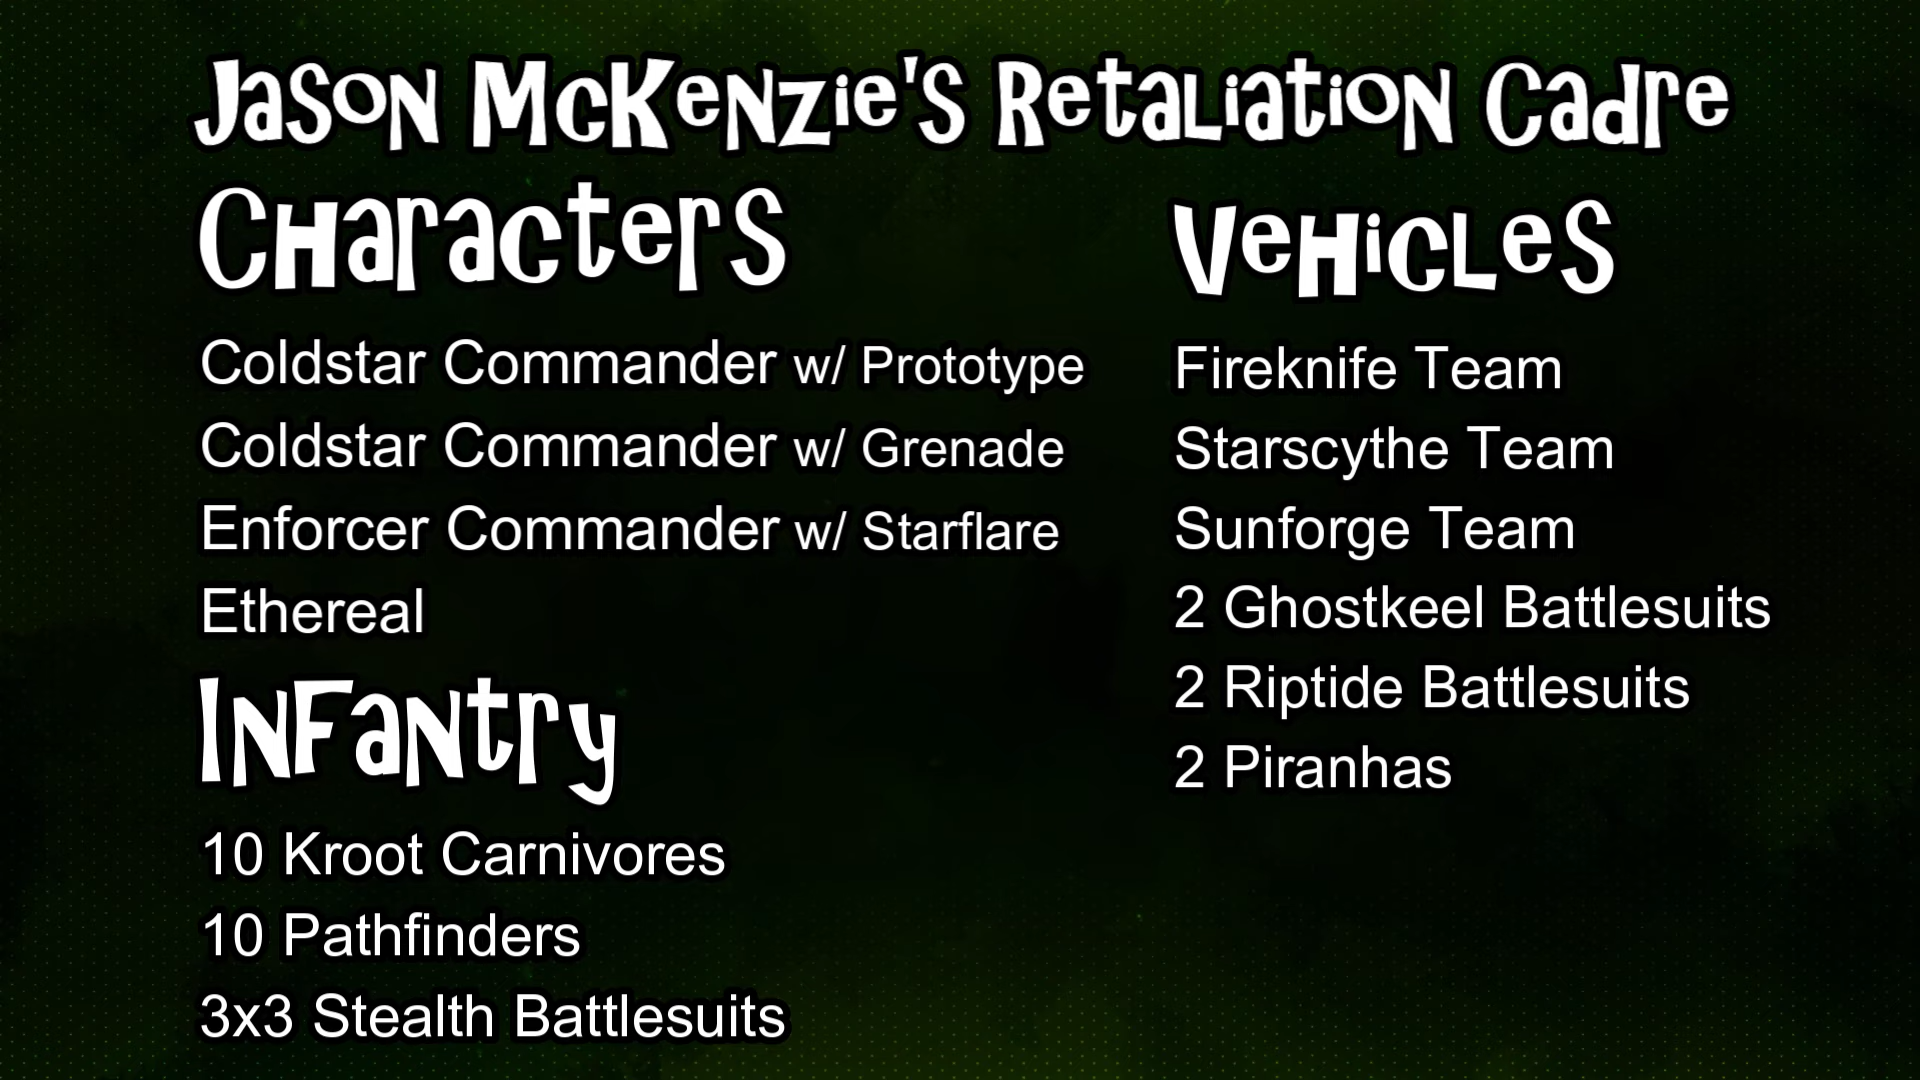 Jason McKenzie's Retaliation Cadre
Characters
Coldstar Commander w/ Prototype
Coldstar Commander w/ Grenade
Enforcer Commander w/ Starflare
Ethereal
Infantry
10 Kroot Carnivores
10 Pathfinders
3x3 Stealth Battlesuits
Vehicles
Fireknife Team
Starscythe Team
Sunforge Team
2 Ghostkeel Battlesuits
2 Riptide Battlesuits
2 Piranhas